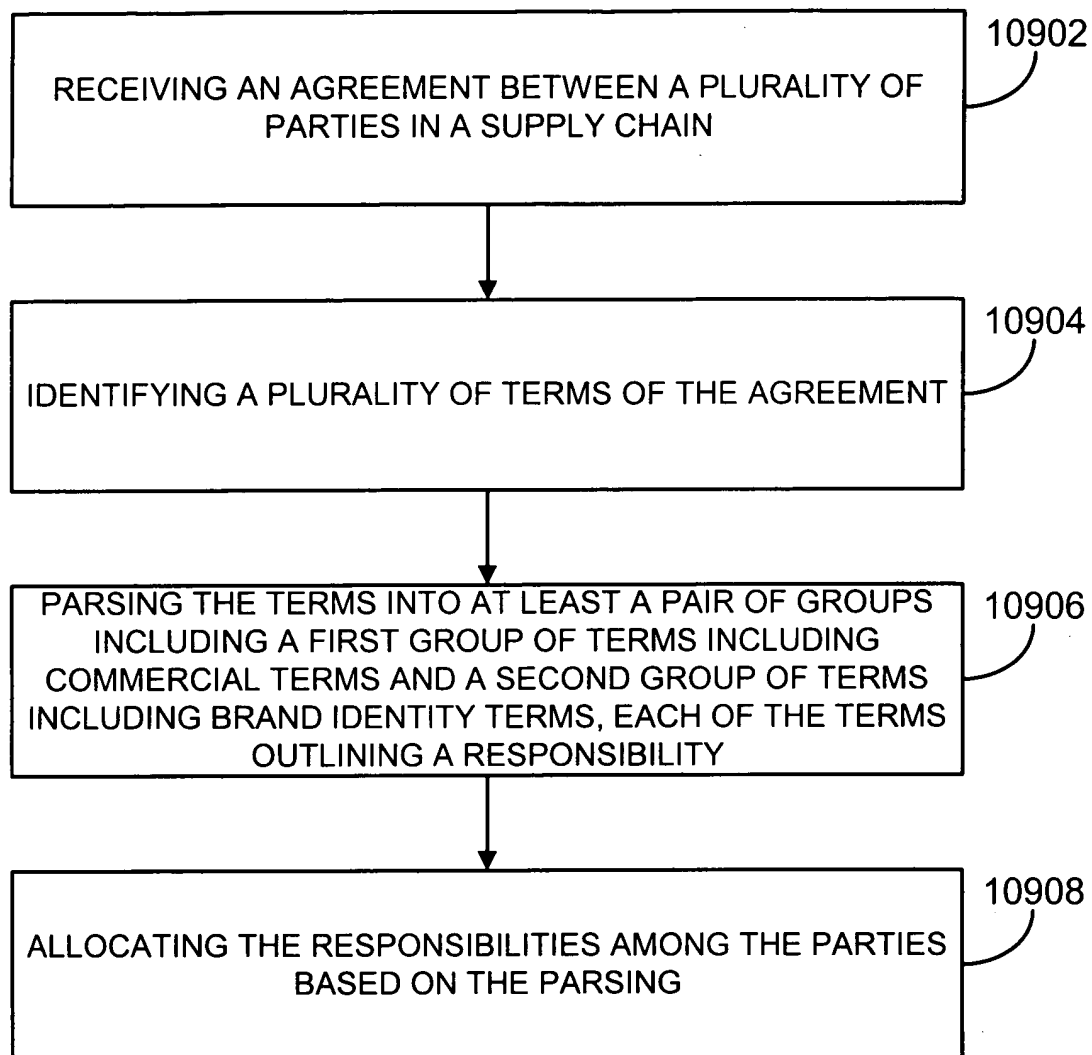 10902
RECEIVING AN AGREEMENT BETWEEN A PLURALITY OF
PARTIES IN A SUPPLY CHAIN
10904
IDENTIFYING A PLURALITY OF TERMS OF THE AGREEMENT
10906
PARSING THE TERMS INTO AT LEAST A PAIR OF GROUPS
INCLUDING A FIRST GROUP OF TERMS INCLUDING
COMMERCIAL TERMS AND A SECOND GROUP OF TERMS
INCLUDING BRAND IDENTITY TERMS, EACH OF THE TERMS
OUTLINING A RESPONSIBILITY
10908
ALLOCATING THE RESPONSIBILITIES AMONG THE PARTIES
BASED ON THE PARSING